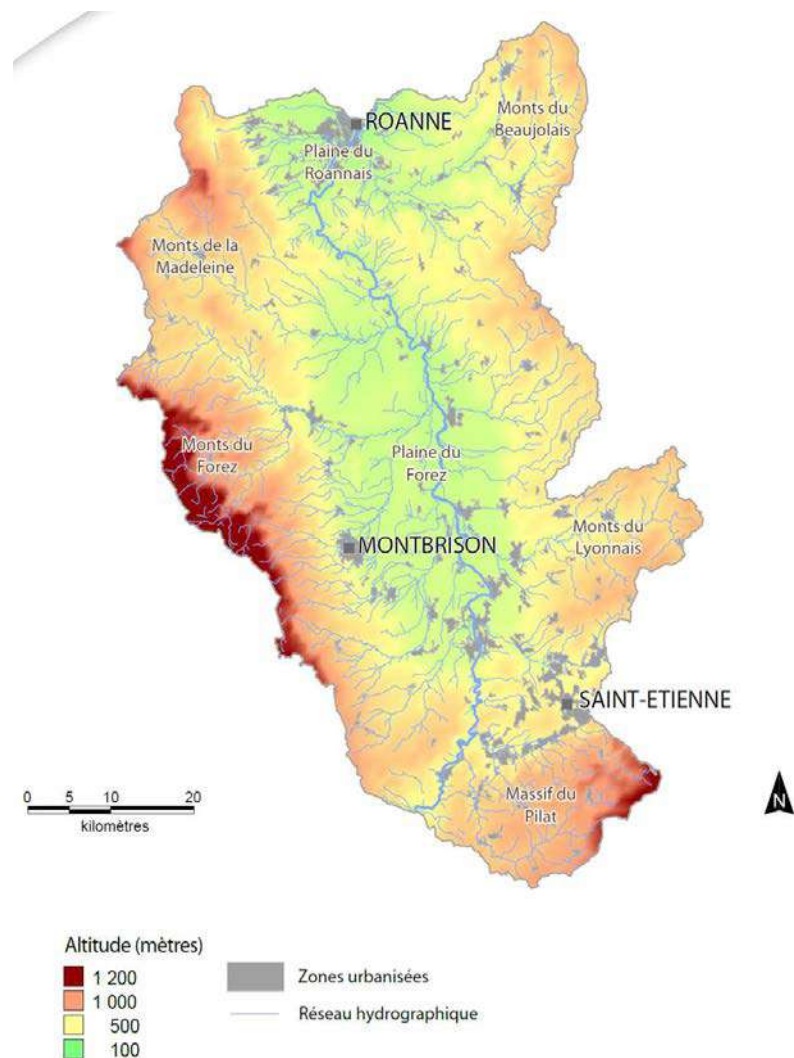 ROANNE
Monts du
Beaujolais
Plaine du
Roannais
Monts de la
Madeleine
Monts du
Forez
Plaine du
Forez
MONTBRISON
Monts du
Lyonnais
SAINT-ETIENNE
Massif du
Pilat
0 5 10 20
kilomètres
N
Altitude (mètres)
1 200
1 000
500
100
Zones urbanisées
Réseau hydrographique